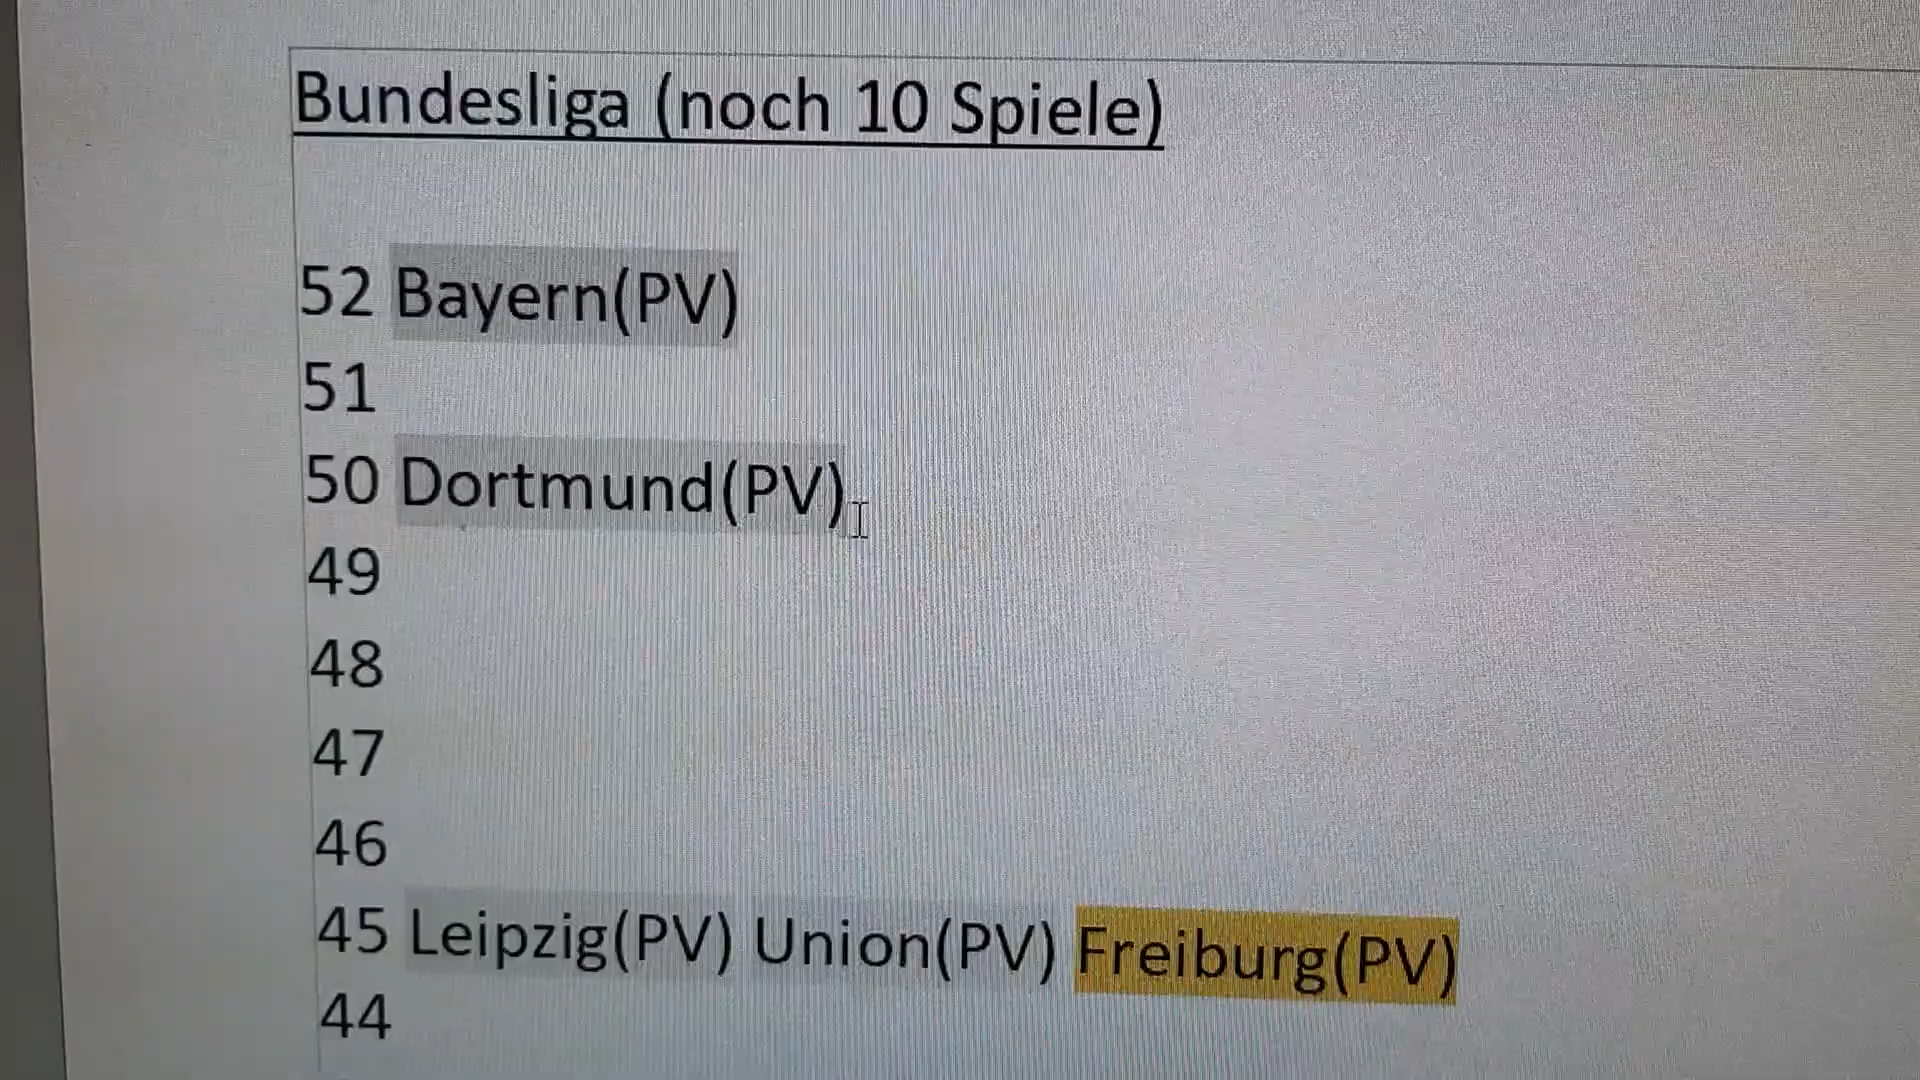 Bundesliga (noch 10 Spiele)
52 Bayern(PV)
51
50 Dortmund(PV)
49
48
47
46
45 Leipzig(PV) Union(PV) Freiburg(PV)
44